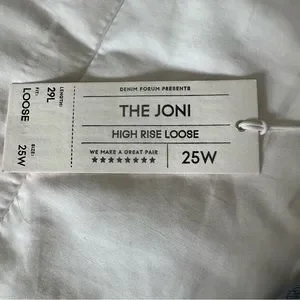 LENGTH:
29L
FIT:
LOOSE
SIZE:
25W
DENIM FORUM PRESENTS
THE JONI
HIGH RISE LOOSE
WE MAKE A GREAT PAIR
★★★★★★★★
25W